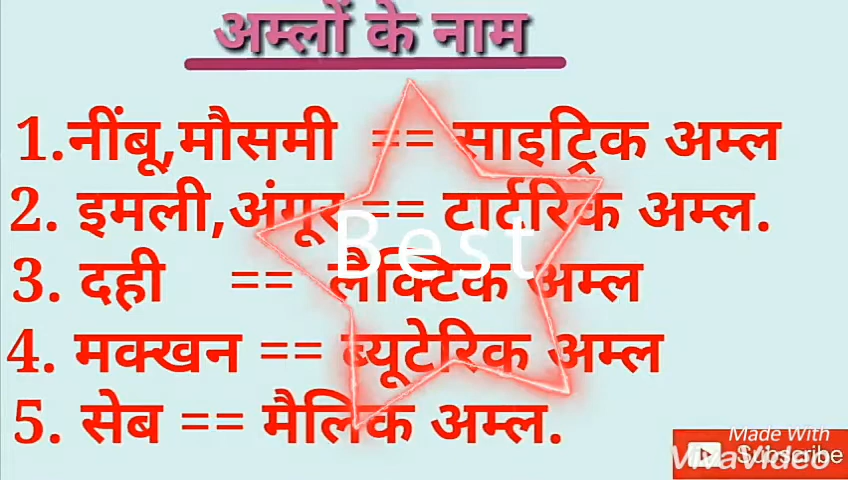 अम्लों के नाम
1.नींबू,मौसमी == साइट्रिक अम्ल
2. इमली,अंगूर == टार्टरिक अम्ल.
3. दही == लैक्टिक अम्ल
4. मक्खन == ब्यूटेरिक अम्ल
5. सेब == मैलिक अम्ल.
Best
Made With
VivaVideo
Subscribe